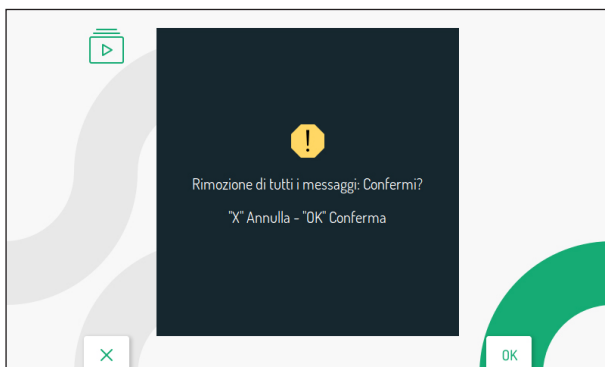 Rimozione di tutti i messaggi: Confermi?
"X" Annulla - "OK" Conferma
OK